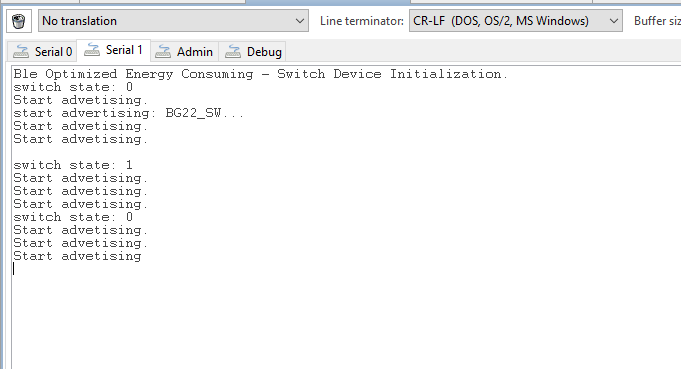 No translation
Line terminator:
CR-LF (DOS, OS/2, MS Windows)
Buffer siz
Serial 0
Serial 1
Admin
Debug
Ble Optimized Energy Consuming - Switch Device Initialization.
switch state: 0
Start advetising.
start advertising: BG22_SW...
Start advetising.
Start advetising.
switch state: 1
Start advetising.
Start advetising.
Start advetising.
switch state: 0
Start advetising.
Start advetising.
Start advetising